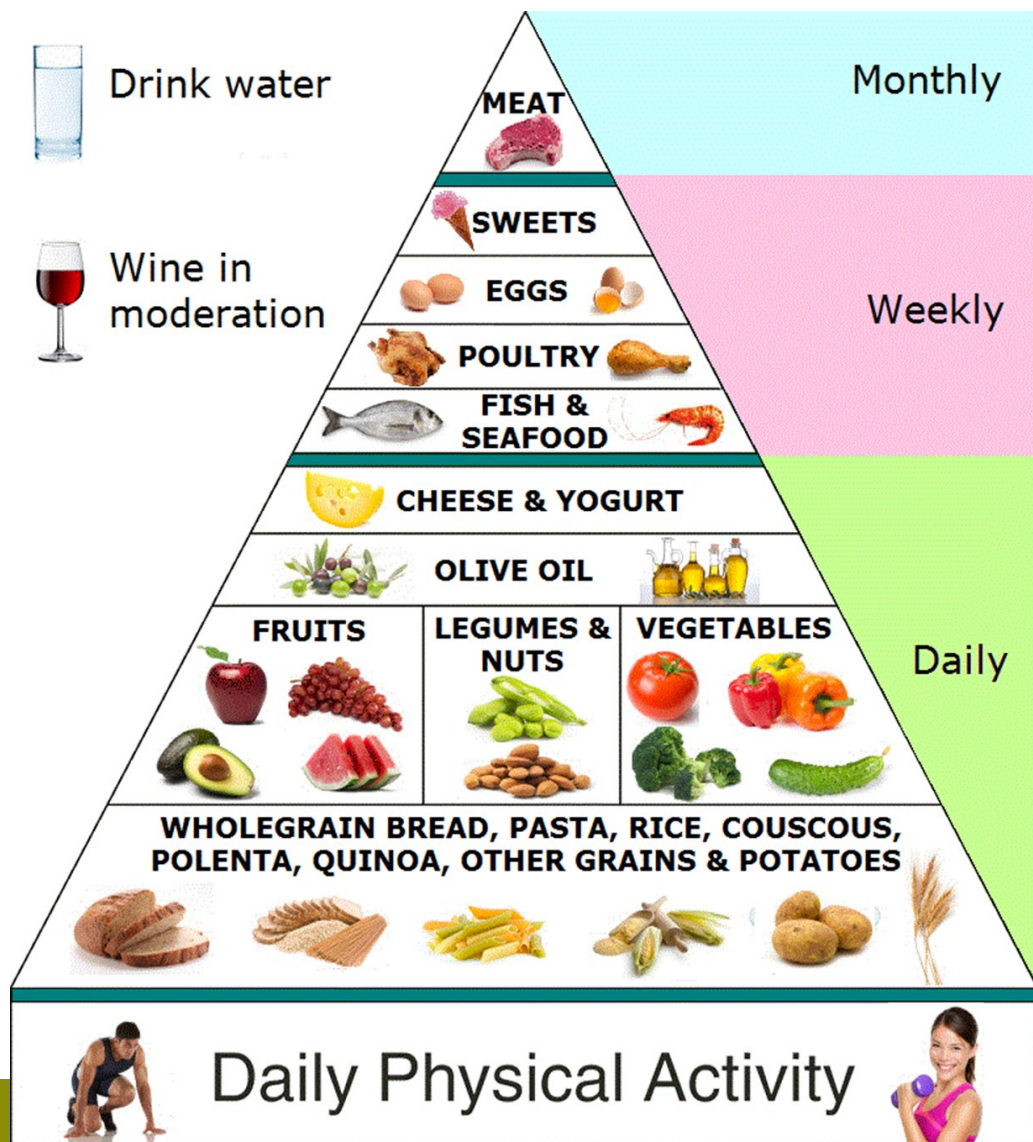 Drink water
Monthly
MEAT
SWEETS
Wine in
moderation
EGGS
Weekly
POULTRY
FISH &
SEAFOOD
CHEESE & YOGURT
OLIVE OIL
FRUITS
LEGUMES &
NUTS
VEGETABLES
Daily
WHOLEGRAIN BREAD, PASTA, RICE, COUSCOUS,
POLENTA, QUINOA, OTHER GRAINS & POTATOES
Daily Physical Activity